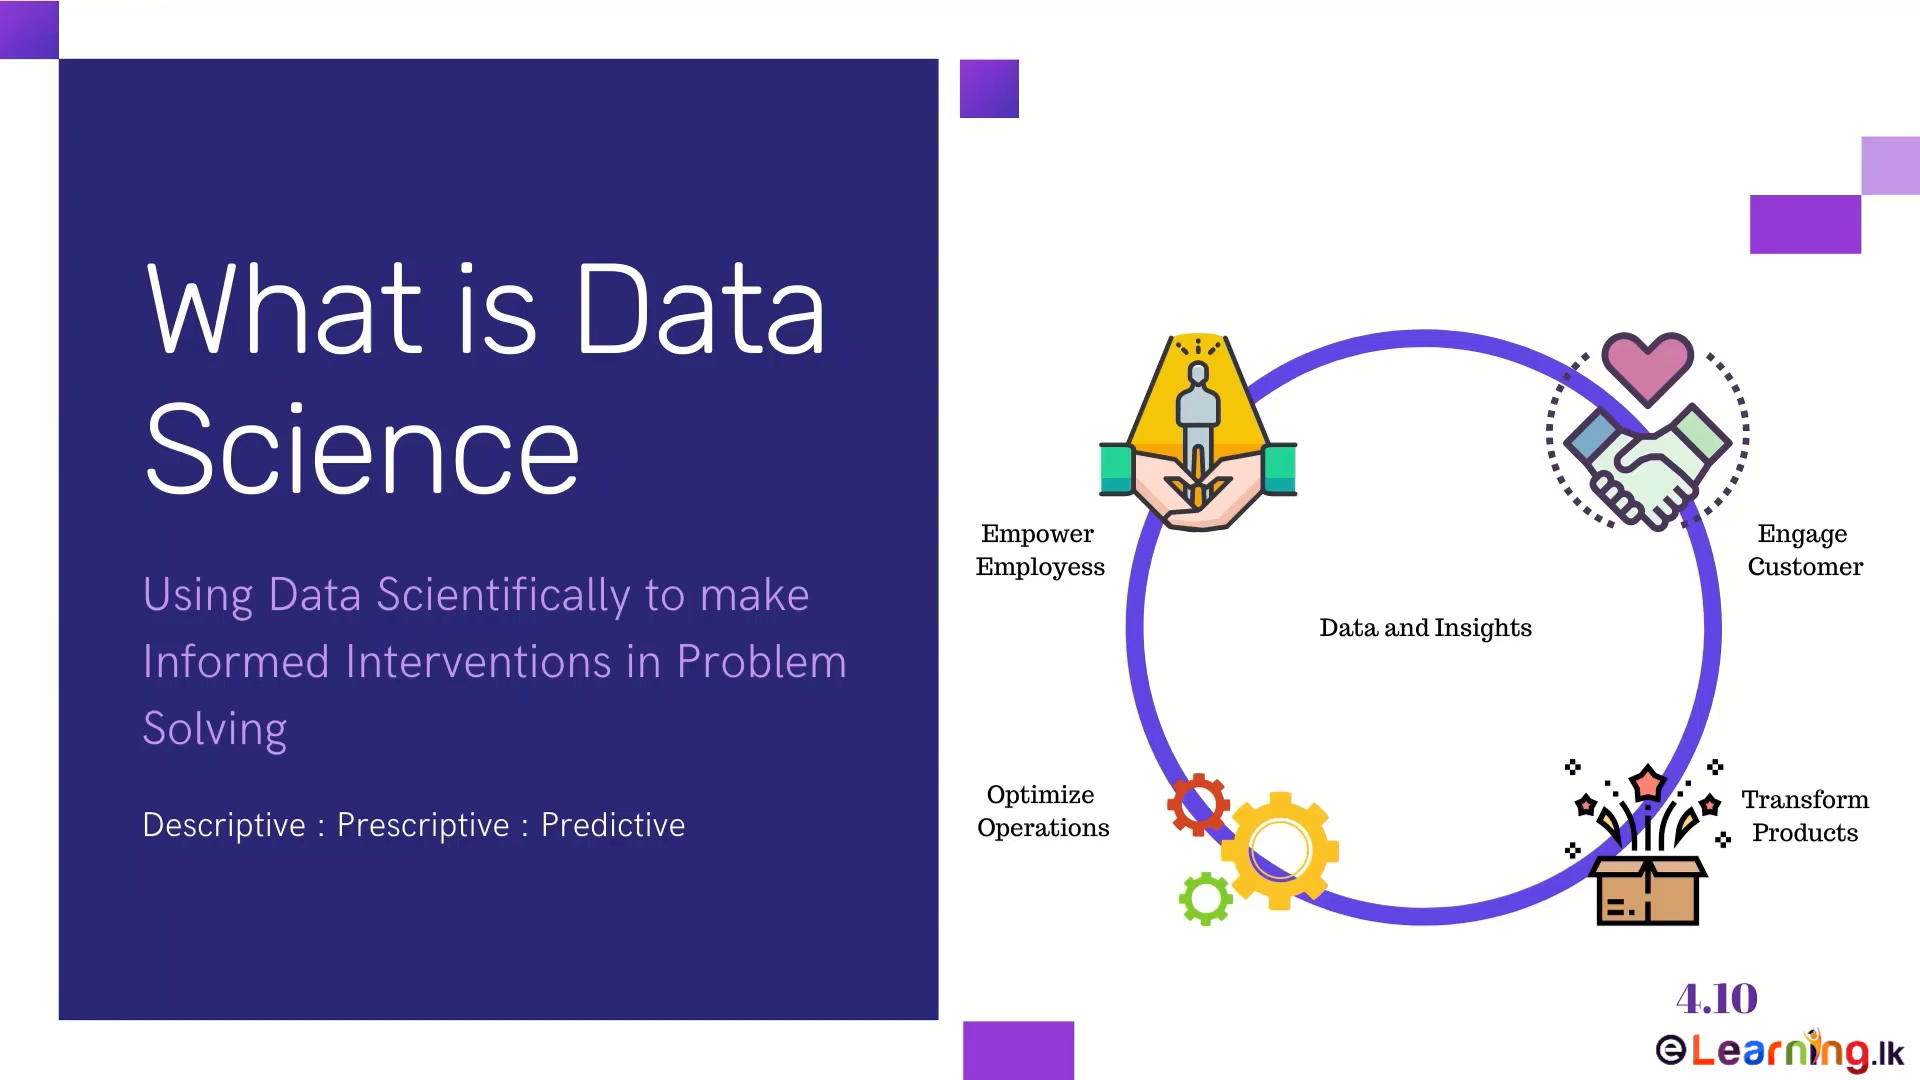 What is Data
Science
Using Data Scientifically to make
Informed Interventions in Problem
Solving
Descriptive : Prescriptive : Predictive
Empower
Employess
Engage
Customer
Data and Insights
Optimize
Operations
Transform
Products
4.10
eLearning.lk